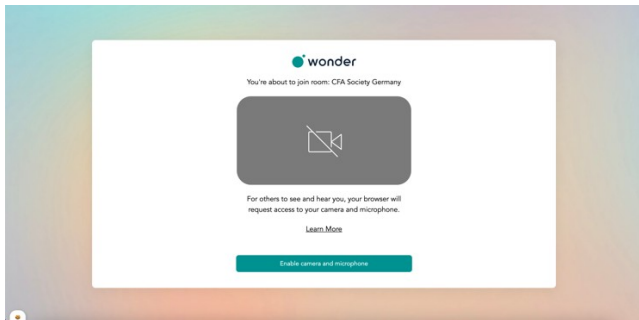 wonder
You're about to join room: CFA Society Germany
For others to see and hear you, your browser will
request access to your camera and microphone.
Learn More
Enable camera and microphone